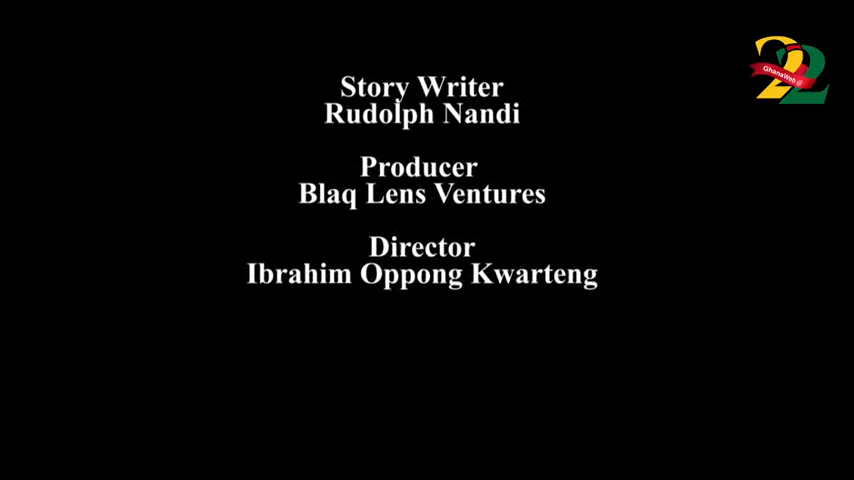 Story Writer
Rudolph Nandi
Producer
Blaq Lens Ventures
Director
Ibrahim Oppong Kwarteng
22
GhanaWeb@